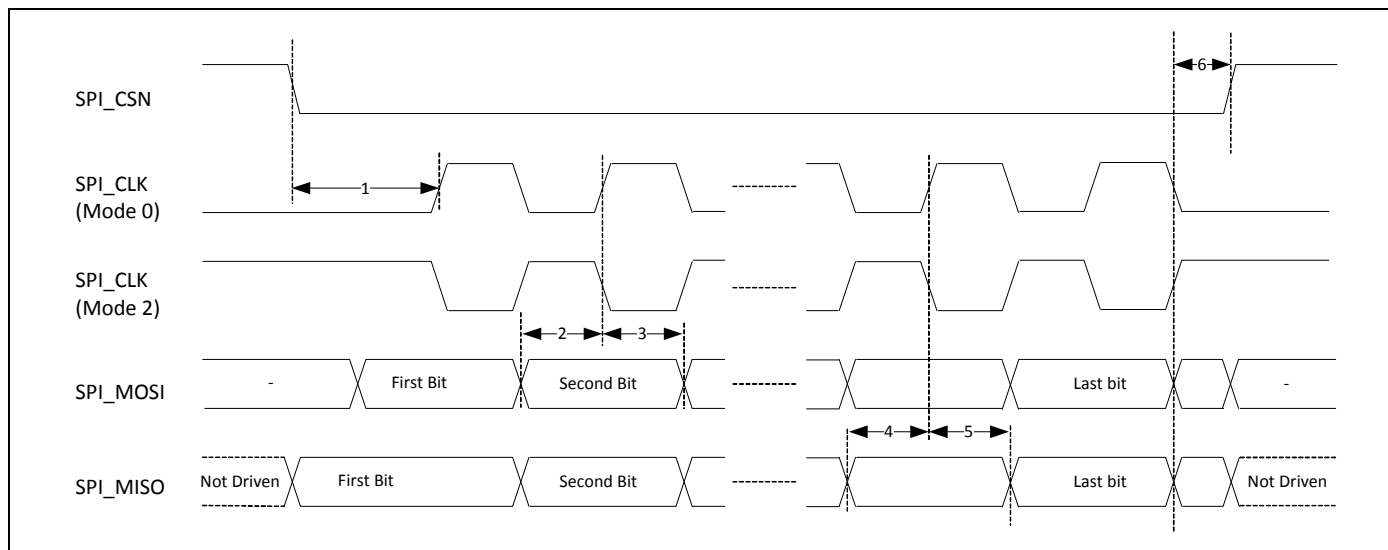 6
SPI_CSN
SPI_CLK
(Mode 0)
1
SPI_CLK
(Mode 2)
2 3
SPI_MOSI - First Bit Second Bit Last bit -
4 5
SPI_MISO Not Driven First Bit Second Bit Last bit Not Driven